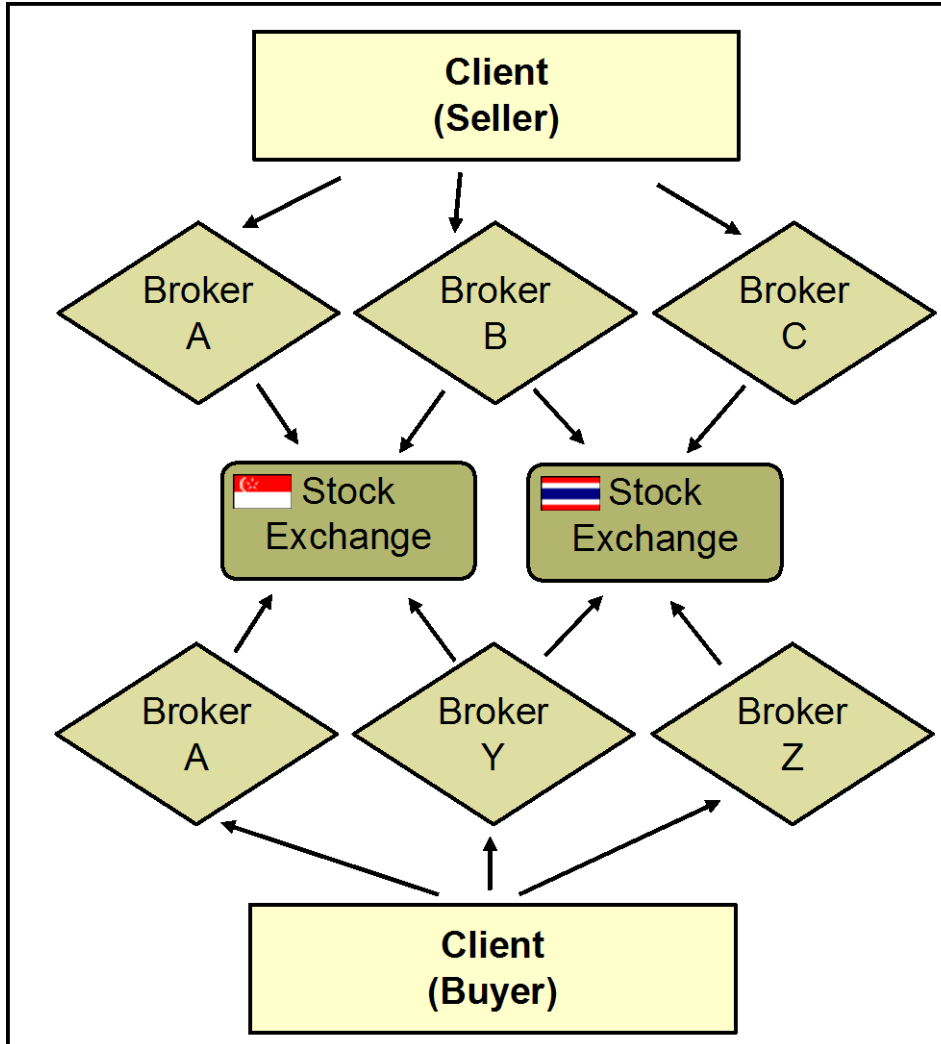 Client
(Seller)
Broker
A
Broker
B
Broker
C
Stock
Exchange
Stock
Exchange
Broker
A
Broker
Y
Broker
Z
Client
(Buyer)